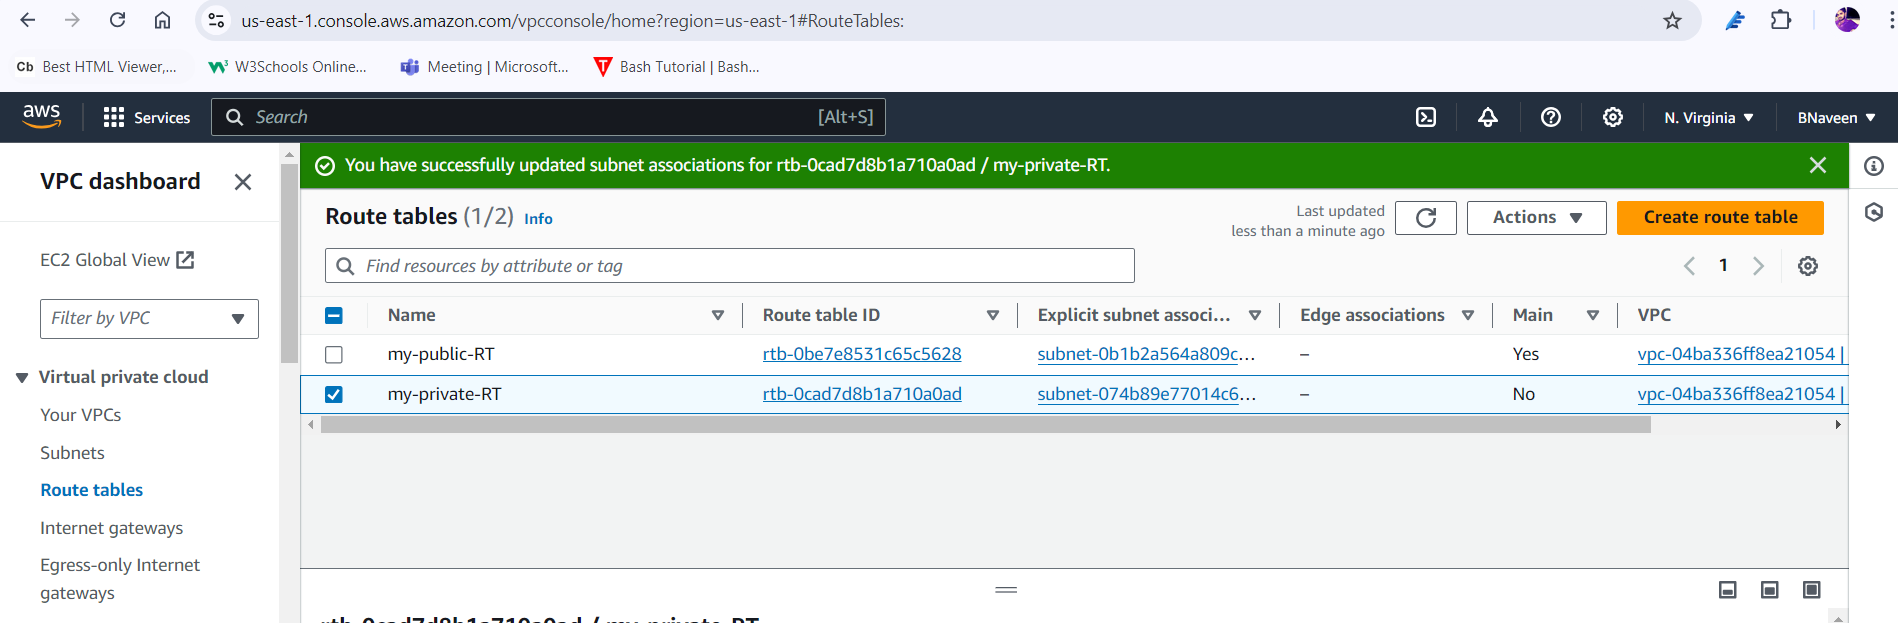 us-east-1.console.aws.amazon.com/vpcconsole/home?region=us-east-1#RouteTables:
Cb Best HTML Viewer,... W3Schools Online... Meeting | Microsoft... Bash Tutorial | Bash...
aws Services Search [Alt+S] N. Virginia BNaveen
VPC dashboard
EC2 Global View
Filter by VPC
Virtual private cloud
Your VPCs
Subnets
Route tables
Internet gateways
Egress-only Internet
gateways
You have successfully updated subnet associations for rtb-0cad7d8b1a710a0ad / my-private-RT.
Route tables (1/2) Info
Last updated
less than a minute ago
Actions
Create route table
Find resources by attribute or tag
1
Name Route table ID Explicit subnet associ... Edge associations Main VPC
my-public-RT rtb-0be7e8531c65c5628 subnet-0b1b2a564a809c... – Yes vpc-04ba336ff8ea21054 |
my-private-RT rtb-0cad7d8b1a710a0ad subnet-074b89e77014c6... – No vpc-04ba336ff8ea21054 |
rtb-0cad7d8b1a710a0ad / my-private-RT